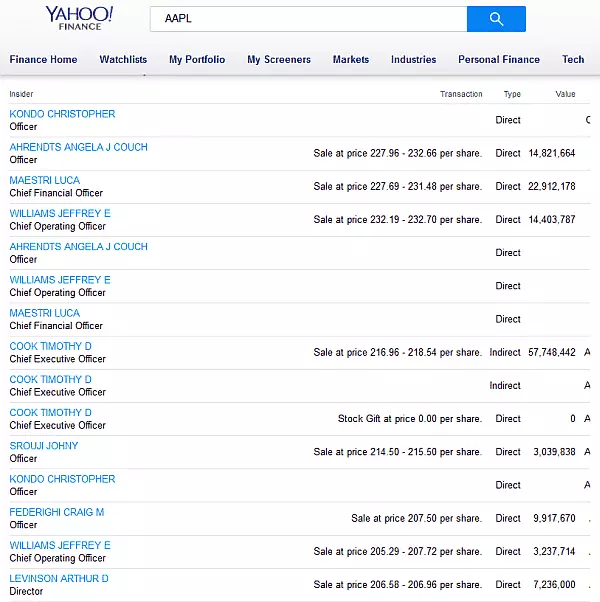 YAHOO!
FINANCE
AAPL
Finance Home Watchlists My Portfolio My Screeners Markets Industries Personal Finance Tech
Insider Transaction Type Value
KONDO CHRISTOPHER
Officer
Direct
AHRENDTS ANGELA J COUCH
Officer
Sale at price 227.96 - 232.66 per share. Direct 14,821,664
MAESTRI LUCA
Chief Financial Officer
Sale at price 227.69 - 231.48 per share. Direct 22,912,178
WILLIAMS JEFFREY E
Chief Operating Officer
Sale at price 232.19 - 232.70 per share. Direct 14,403,787
AHRENDTS ANGELA J COUCH
Officer
Direct
WILLIAMS JEFFREY E
Chief Operating Officer
Direct
MAESTRI LUCA
Chief Financial Officer
Direct
COOK TIMOTHY D
Chief Executive Officer
Sale at price 216.96 - 218.54 per share. Indirect 57,748,442 A
COOK TIMOTHY D
Chief Executive Officer
Indirect A
COOK TIMOTHY D
Chief Executive Officer
Stock Gift at price 0.00 per share. Direct 0 A
SROUJI JOHNY
Officer
Sale at price 214.50 - 215.50 per share. Direct 3,039,838 A
KONDO CHRISTOPHER
Officer
Direct A
FEDERIGHI CRAIG M
Officer
Sale at price 207.50 per share. Direct 9,917,670
WILLIAMS JEFFREY E
Chief Operating Officer
Sale at price 205.29 - 207.72 per share. Direct 3,237,714
LEVINSON ARTHUR D
Director
Sale at price 206.58 - 206.96 per share. Direct 7,236,000